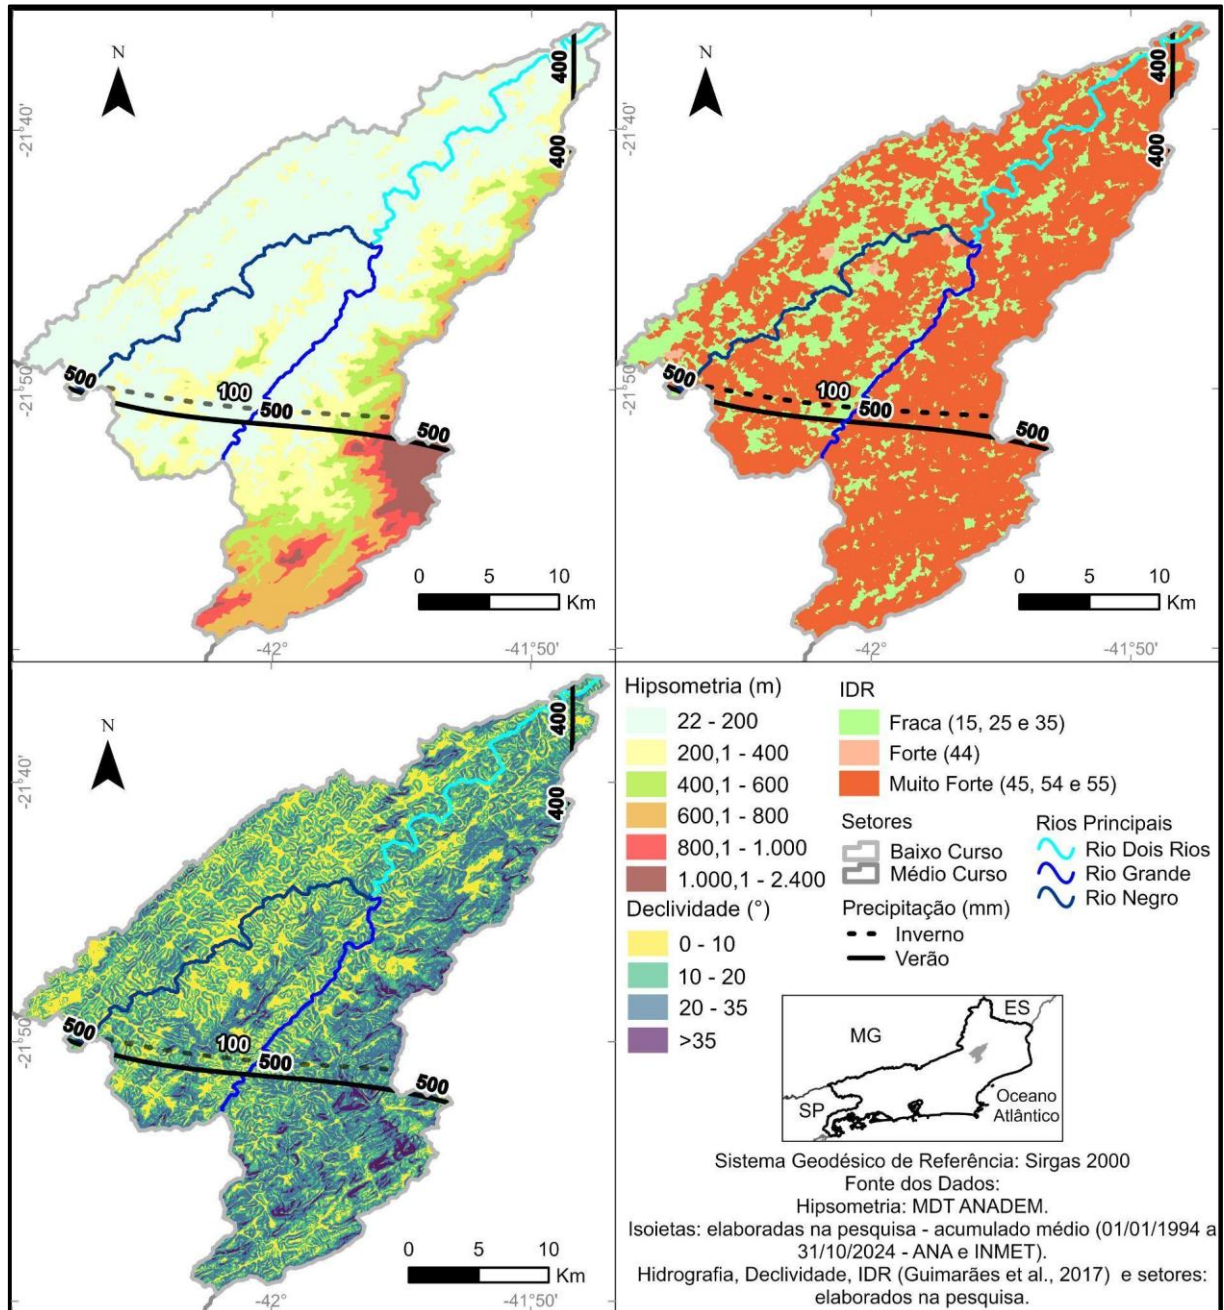 N
N
400
400
400
400
-21°40'
500
100
500
500
-21°50'
500
100
500
500
-21°50'
0 5 10
Km
0 5 10
Km
-42°
-41°50'
-42°
-41°50'
N
400
400
-21°40'
500
100
500
500
-21°50'
0 5 10
Km
-42°
-41°50'
Hipsometria (m)
22 - 200
200,1 - 400
400,1 - 600
600,1 - 800
800,1 - 1.000
1.000,1 - 2.400
Declividade (°)
0 - 10
10 - 20
20 - 35
>35
IDR
Fraca (15, 25 e 35)
Forte (44)
Muito Forte (45, 54 e 55)
Setores
Baixo Curso
Médio Curso
Precipitação (mm)
Inverno
Verão
Rios Principais
Rio Dois Rios
Rio Grande
Rio Negro
MG
ES
SP
Oceano
Atlântico
Sistema Geodésico de Referência: Sirgas 2000
Fonte dos Dados:
Hipsometria: MDT ANADEM.
Isoietas: elaboradas na pesquisa - acumulado médio (01/01/1994 a
31/10/2024 - ANA e INMET).
Hidrografia, Declividade, IDR (Guimarães et al., 2017) e setores:
elaborados na pesquisa.